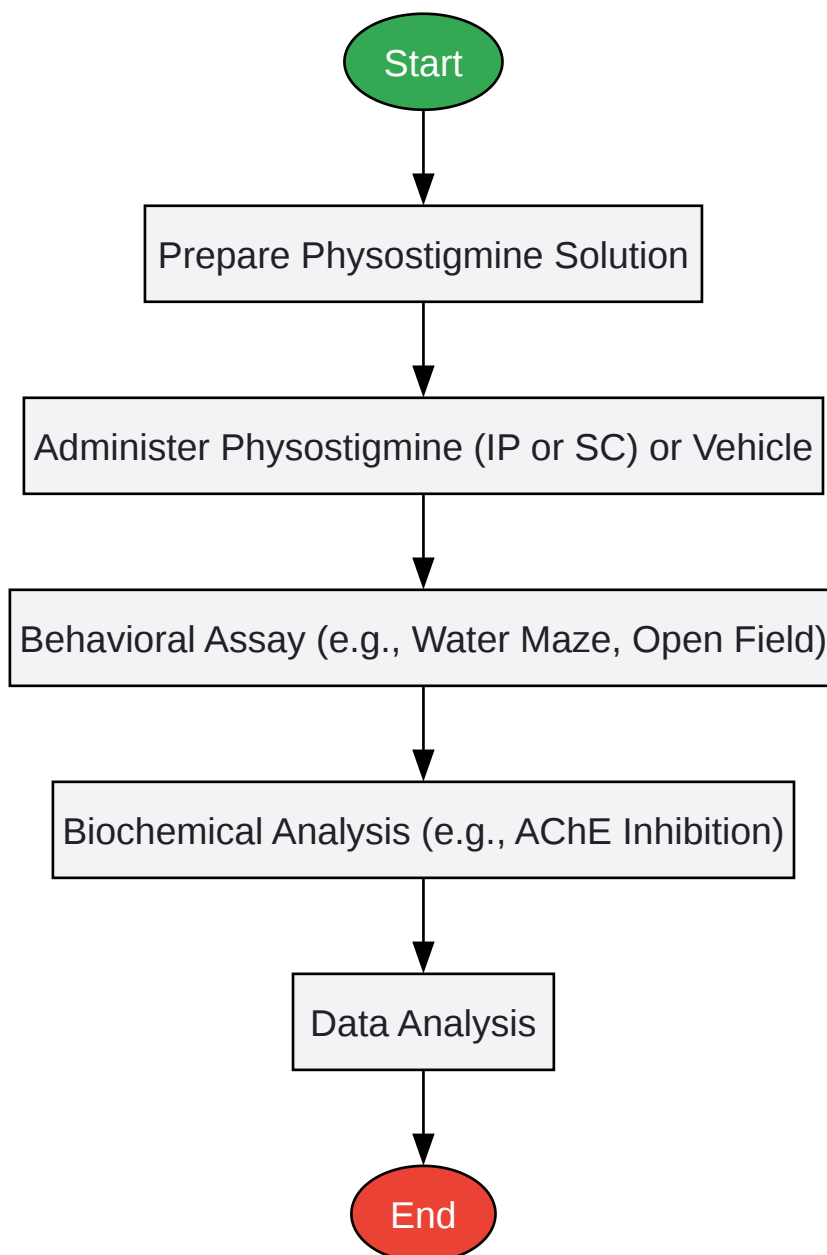 Start
Prepare Physostigmine Solution
Administer Physostigmine (IP or SC) or Vehicle
Behavioral Assay (e.g., Water Maze, Open Field)
Biochemical Analysis (e.g., AChE Inhibition)
Data Analysis
End